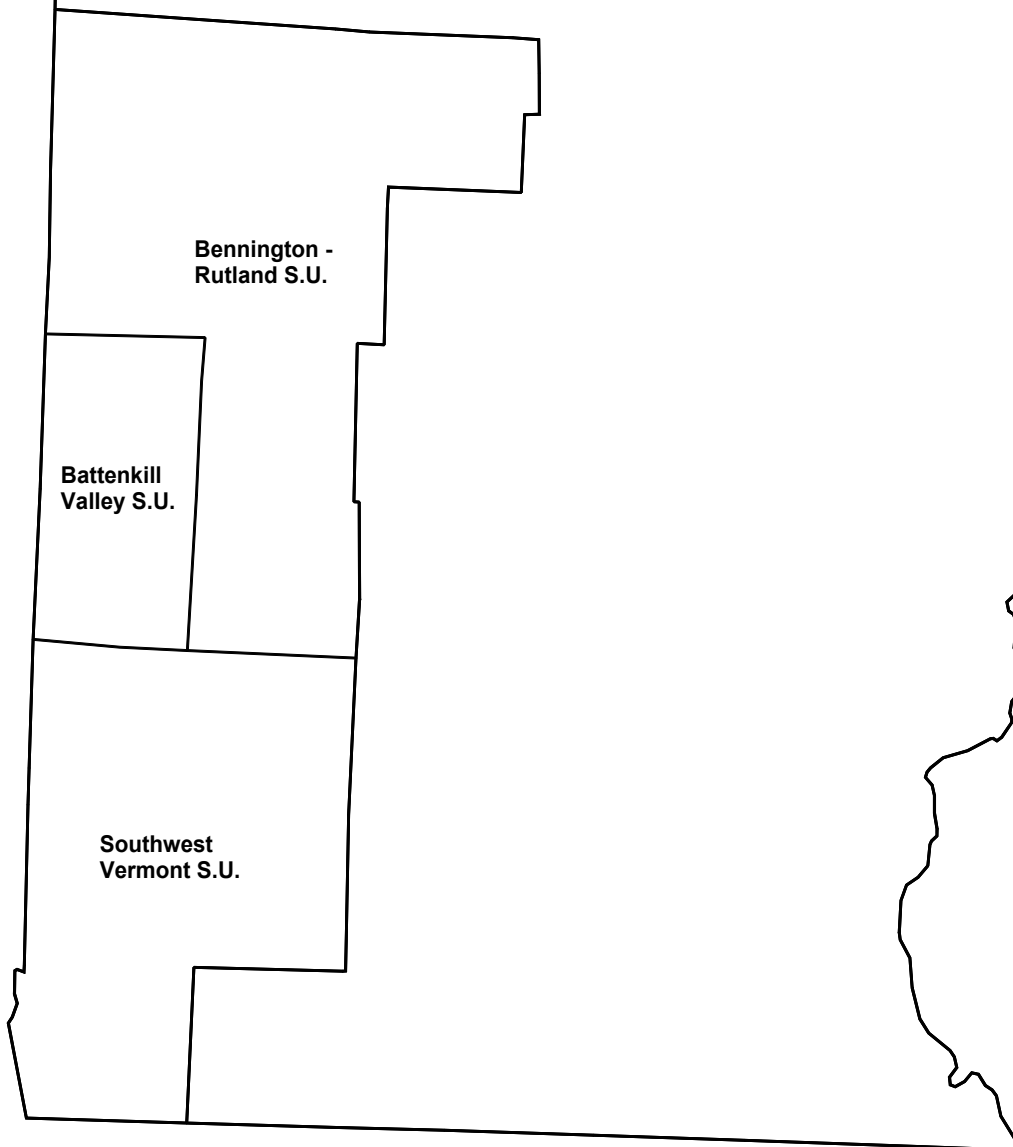 Bennington -
Rutland S.U.
Battenkill
Valley S.U.
Southwest
Vermont S.U.